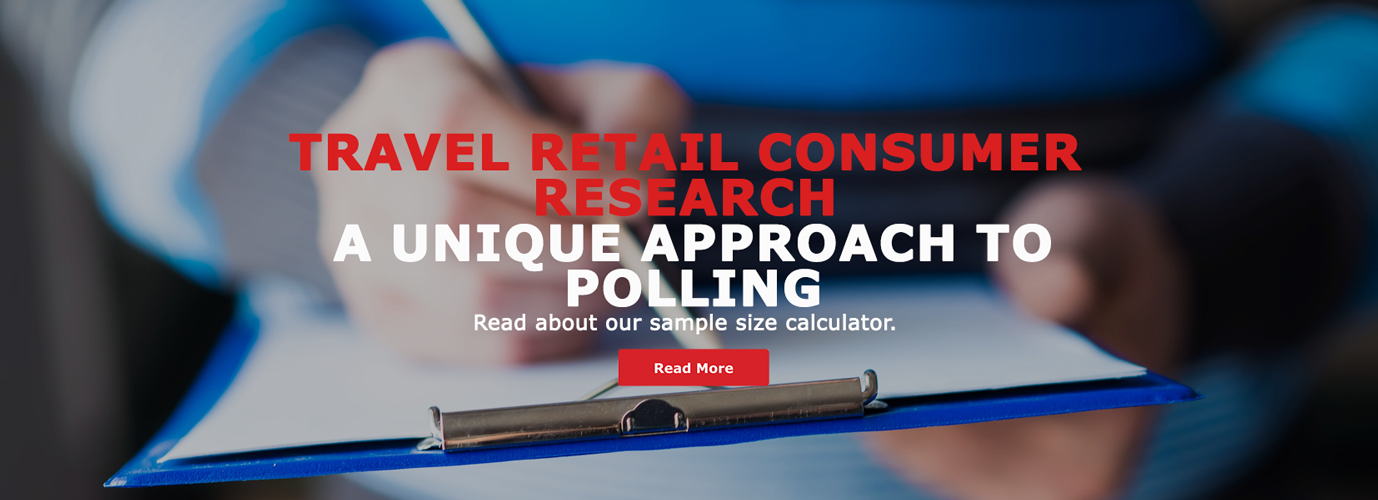 TRAVEL RETAIL CONSUMER
RESEARCH
A UNIQUE APPROACH TO
POLLING
Read about our sample size calculator.
Read More